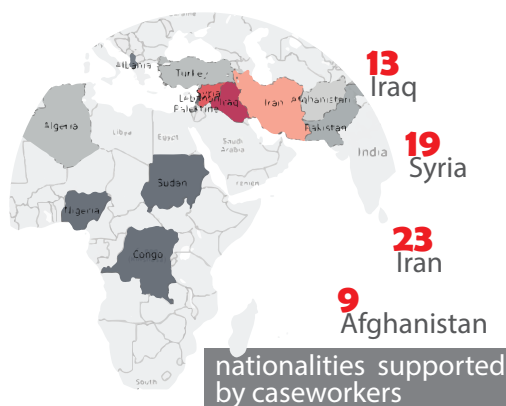 Albania
Turkey
Syria
Lebanon
Palestine
Iraq
Iran
Afghanistan
Pakistan
Algeria
Libya
Egypt
Saudi
Arabia
India
Yemen
Sudan
Nigeria
Congo
South
13
Iraq
19
Syria
23
Iran
9
Afghanistan
nationalities supported
by caseworkers